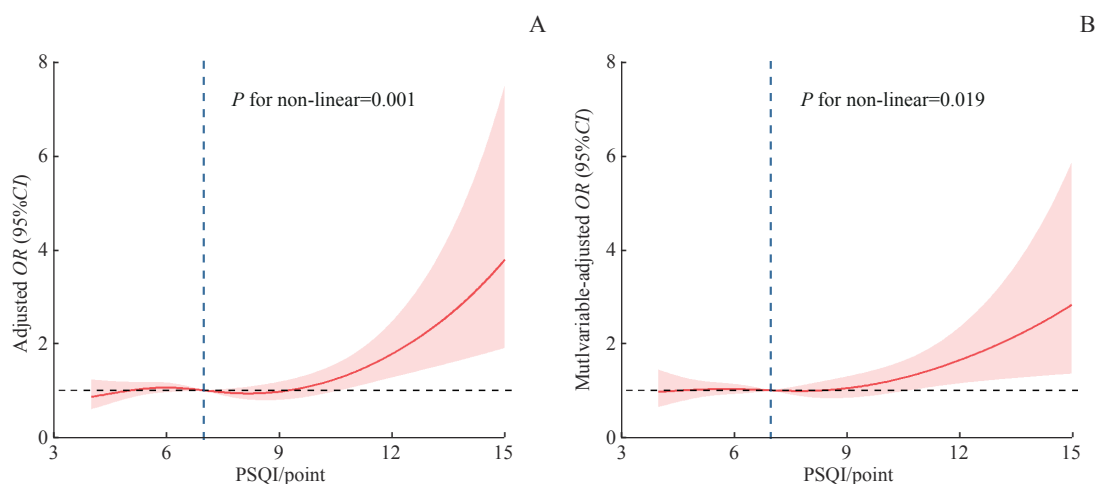 A
8
6
4
2
0
3
6
9
12
15
P for non-linear=0.001
Adjusted OR (95%CI)
PSQI/point
B
8
6
4
2
0
3
6
9
12
15
P for non-linear=0.019
Mutlvariable-adjusted OR (95%CI)
PSQI/point